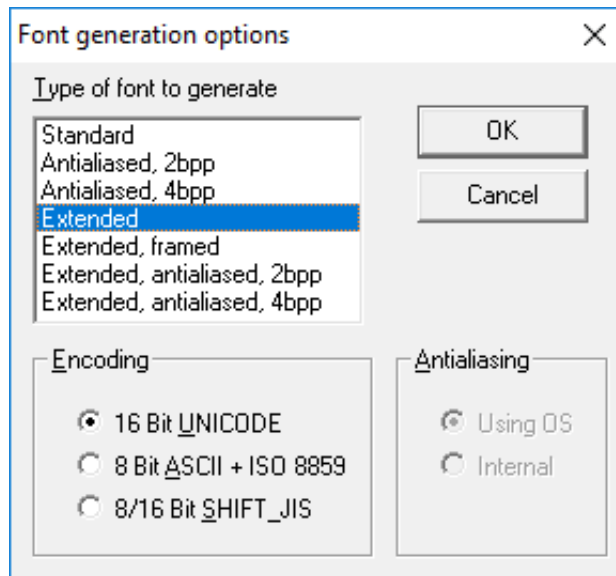 Font generation options
Type of font to generate
Standard
Antialiased, 2bpp
Antialiased, 4bpp
Extended
Extended, framed
Extended, antialiased, 2bpp
Extended, antialiased, 4bpp
OK
Cancel
Encoding
16 Bit UNICODE
8 Bit ASCII + ISO 8859
8/16 Bit SHIFT_JIS
Antialiasing
Using OS
Internal